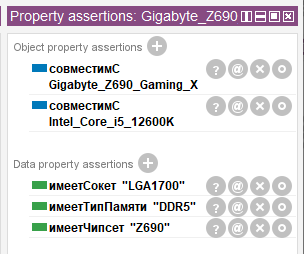 Property assertions: Gigabyte_Z690
Object property assertions
совместимС
Gigabyte_Z690_Gaming_X
совместимС
Intel_Core_i5_12600K
Data property assertions
имеетСокет "LGA1700"
имеетТипПамяти "DDR5"
имеетЧипсет "Z690"